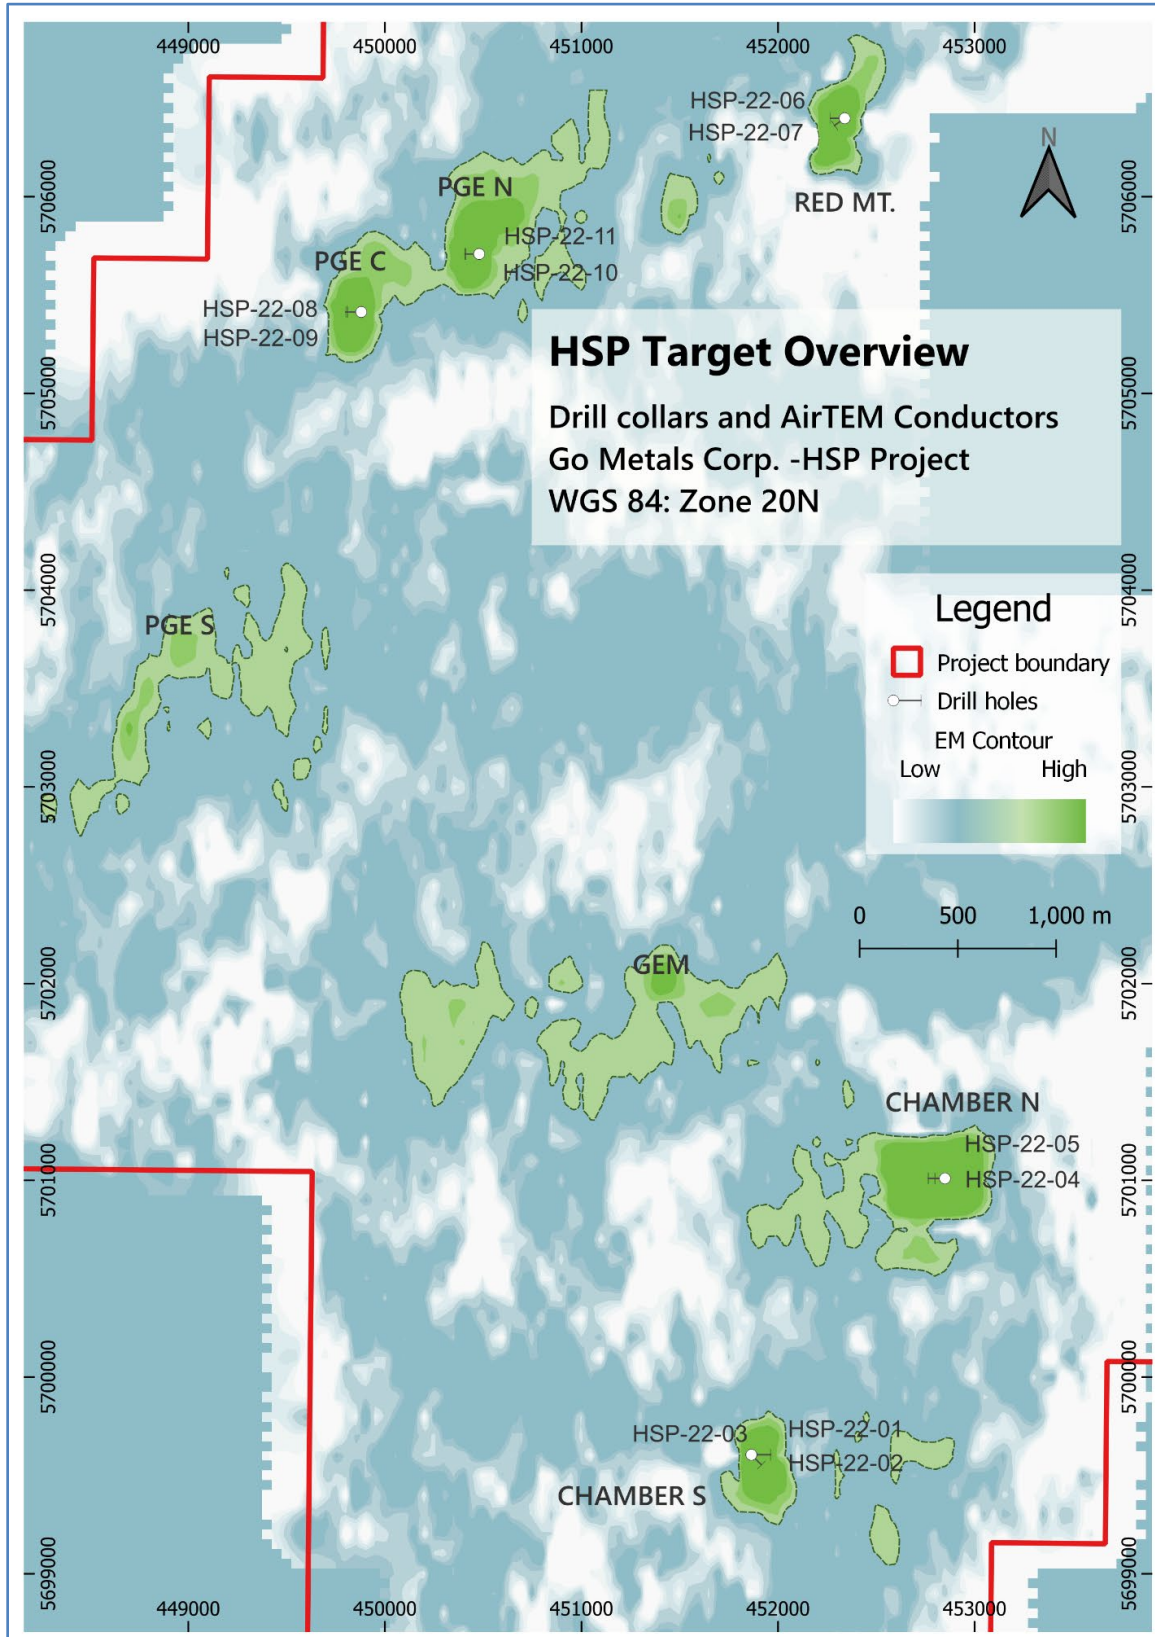 449000 450000 451000 452000 453000
N
HSP-22-06
HSP-22-07
RED MT.
PGE N
5706000
5706000
HSP-22-11
PGE C
HSP-22-10
HSP-22-08
HSP-22-09
HSP Target Overview
Drill collars and AirTEM Conductors
Go Metals Corp. -HSP Project
WGS 84: Zone 20N
5705000
5705000
5704000
5704000
PGE S
Legend
Project boundary
Drill holes
EM Contour
Low High
5703000
5703000
0 500 1,000 m
GEM
5702000
5702000
CHAMBER N
HSP-22-05
HSP-22-04
5701000
5701000
5700000
5700000
HSP-22-03 HSP-22-01
HSP-22-02
CHAMBER S
5699000
5699000
449000 450000 451000 452000 453000